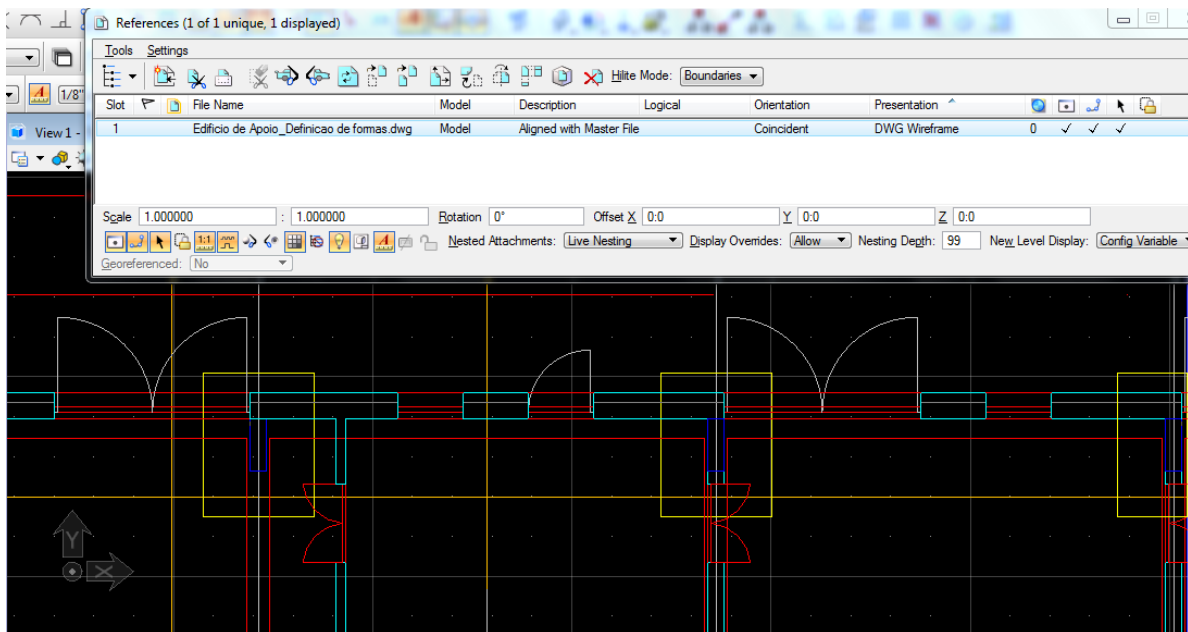 References (1 of 1 unique, 1 displayed)
Tools Settings
Hilite Mode: Boundaries
1/8"
Slot File Name Model Description Logical Orientation Presentation
View 1 -
1 Edificio de Apoio_Definicao de formas.dwg Model Aligned with Master File Coincident DWG Wireframe 0
Scale 1.000000 : 1.000000 Rotation 0° Offset X 0:0 Y 0:0 Z 0:0
1:1 Nested Attachments: Live Nesting Display Overrides: Allow Nesting Depth: 99 New Level Display: Config Variable
Georeferenced: No
Y
X